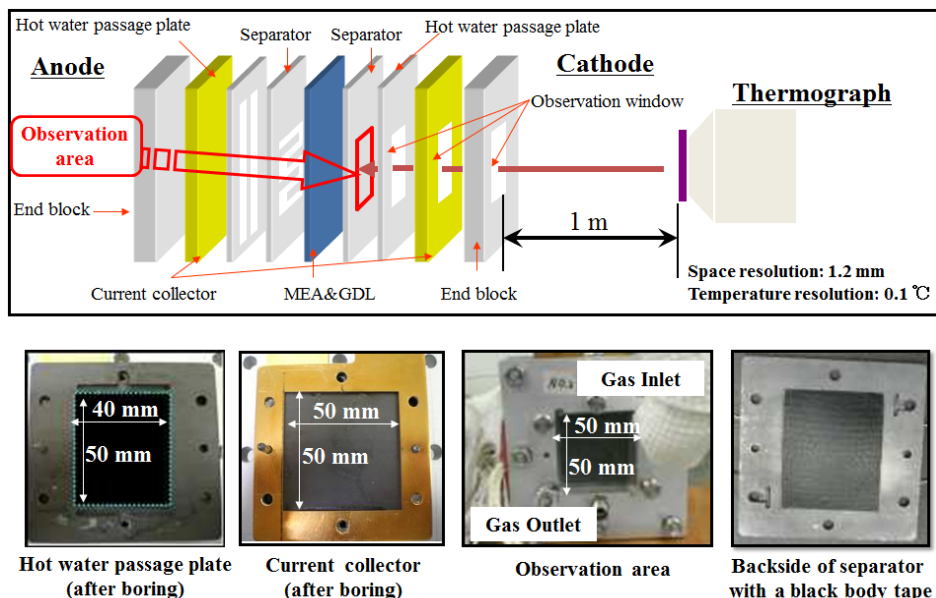 Hot water passage plate
Separator
Separator
Hot water passage plate
Anode
Cathode
Thermograph
Observation window
Observation
area
End block
1 m
Current collector
MEA&GDL
End block
Space resolution: 1.2 mm
Temperature resolution: 0.1 ℃
40 mm
50 mm
50 mm
50 mm
Gas Inlet
50 mm
50 mm
Gas Outlet
Hot water passage plate
(after boring)
Current collector
(after boring)
Observation area
Backside of separator
with a black body tape